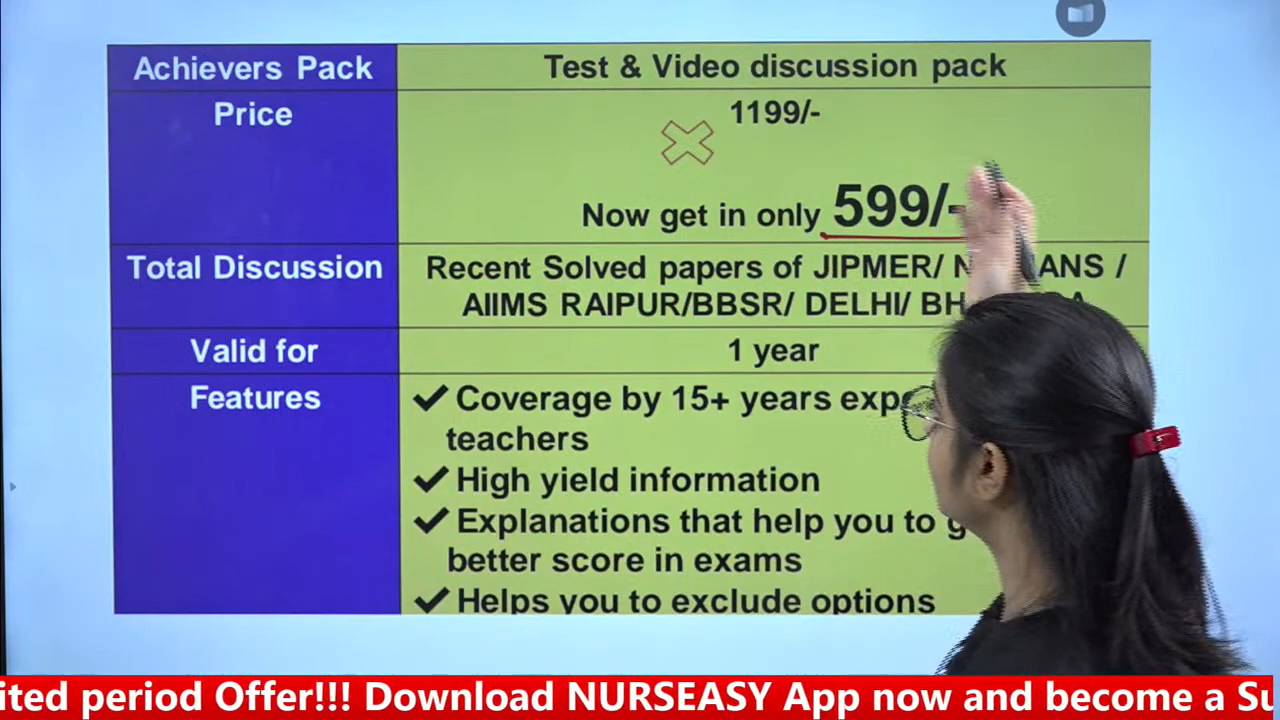 Achievers Pack Test & Video discussion pack
Price 1199/-
Now get in only 599/-
Total Discussion Recent Solved papers of JIPMER/ /
AIIMS RAIPUR/BBSR/ DELHI/
Valid for 1 year
Features Coverage by 15+ years
teachers
High yield information
Explanations that help you to
better score in exams
Helps you to exclude options
Offer!!! Download NURSEASY App now and become a